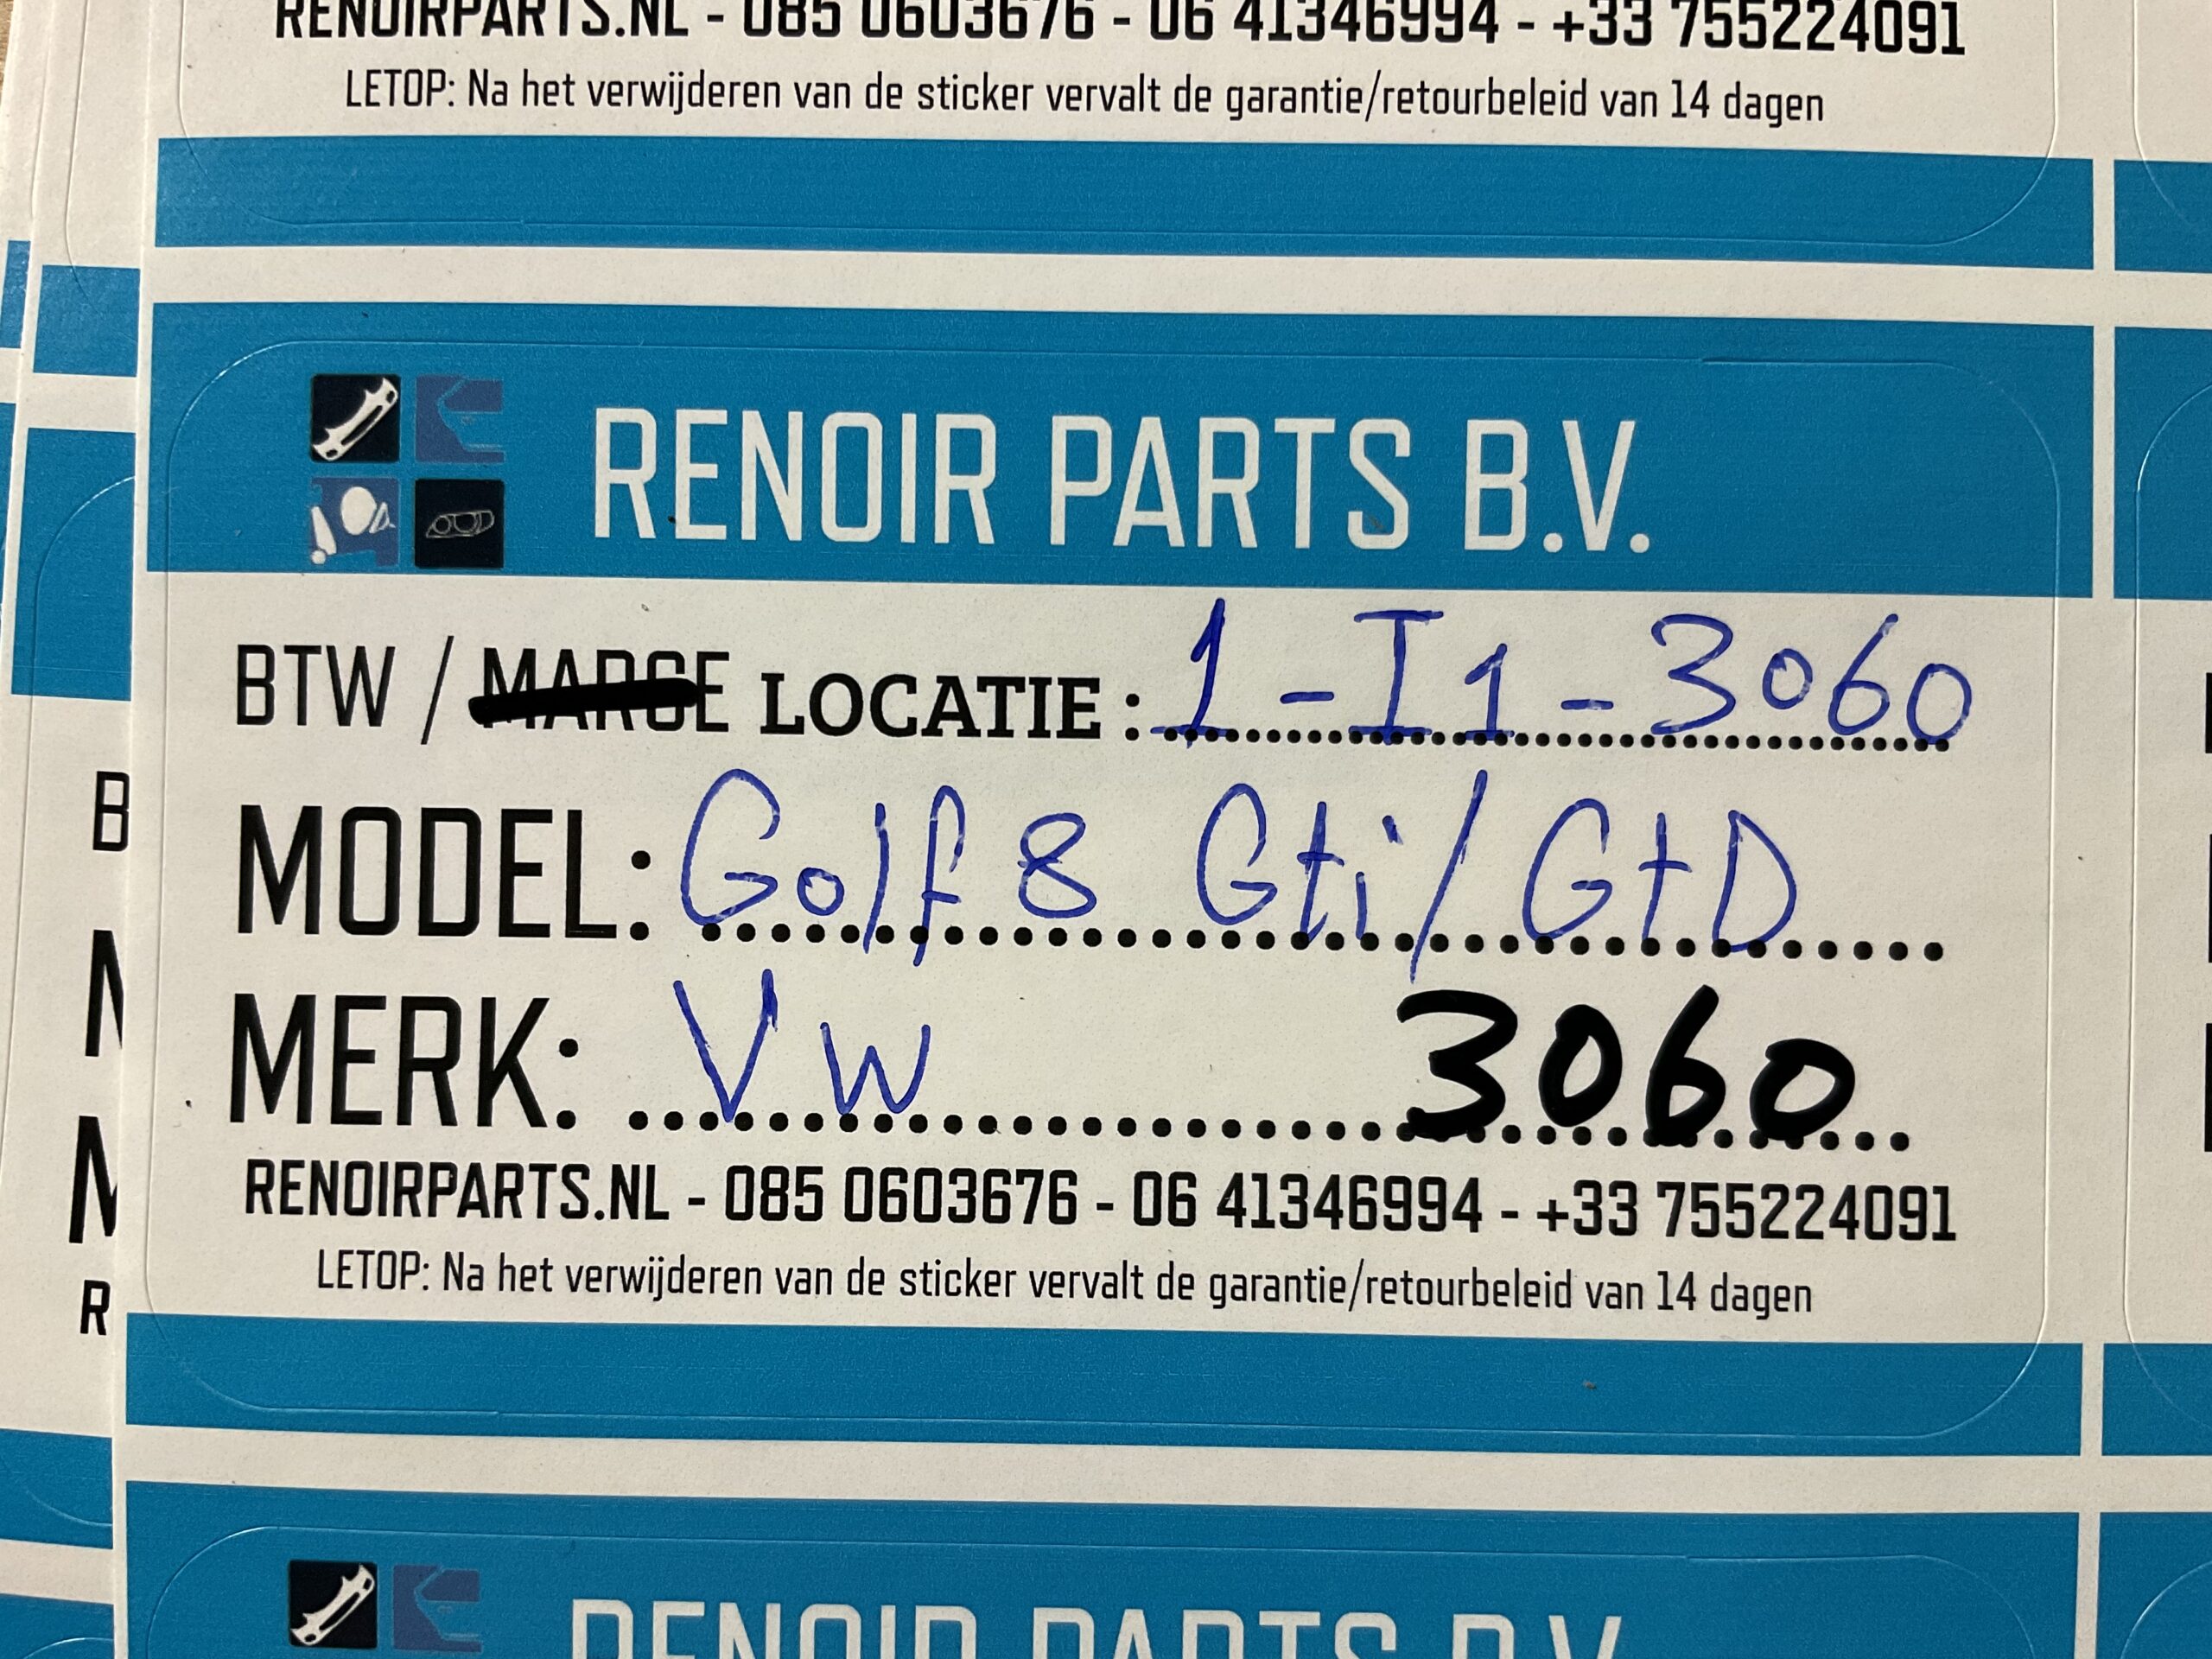 RENOIRPARTS.NL - 085 0603676 - 06 41346994 - +33 755224091
LETOP: Na het verwijderen van de sticker vervalt de garantie/retourbeleid van 14 dagen
RENOIR PARTS B.V.
BTW / MARGE LOCATIE : 1 - I1 - 3060
MODEL: Golf 8 Gti / GtD
MERK: VW 3060
RENOIRPARTS.NL - 085 0603676 - 06 41346994 - +33 755224091
LETOP: Na het verwijderen van de sticker vervalt de garantie/retourbeleid van 14 dagen
RENOIR PARTS B.V.
B
M
M
R